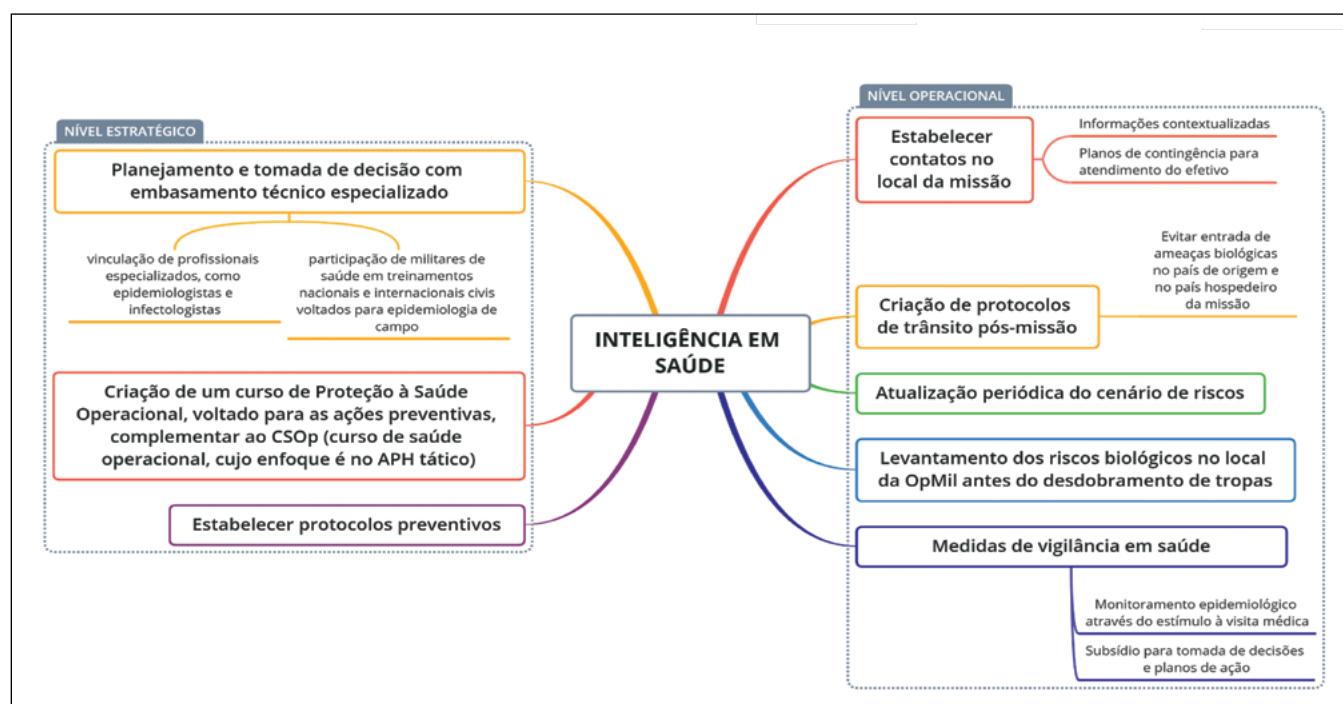 NÍVEL ESTRATÉGICO
Planejamento e tomada de decisão com
embasamento técnico especializado
vinculação de profissionais
especializados, como
epidemiologistas e
infectologistas
participação de militares de
saúde em treinamentos
nacionais e internacionais civis
voltados para epidemiologia de
campo
Criação de um curso de Proteção à Saúde
Operacional, voltado para as ações preventivas,
complementar ao CSOp (curso de saúde
operacional, cujo enfoque é no APH tático)
Estabelecer protocolos preventivos
INTELIGÊNCIA EM
SAÚDE
NÍVEL OPERACIONAL
Estabelecer
contatos no
local da missão
Informações contextualizadas
Planos de contingência para
atendimento do efetivo
Criação de protocolos
de trânsito pós-missão
Evitar entrada de
ameaças biológicas
no país de origem e
no país hospedeiro
da missão
Atualização periódica do cenário de riscos
Levantamento dos riscos biológicos no local
da OpMil antes do desdobramento de tropas
Medidas de vigilância em saúde
Monitoramento epidemiológico
através do estímulo à visita médica
Subsídio para tomada de decisões
e planos de ação